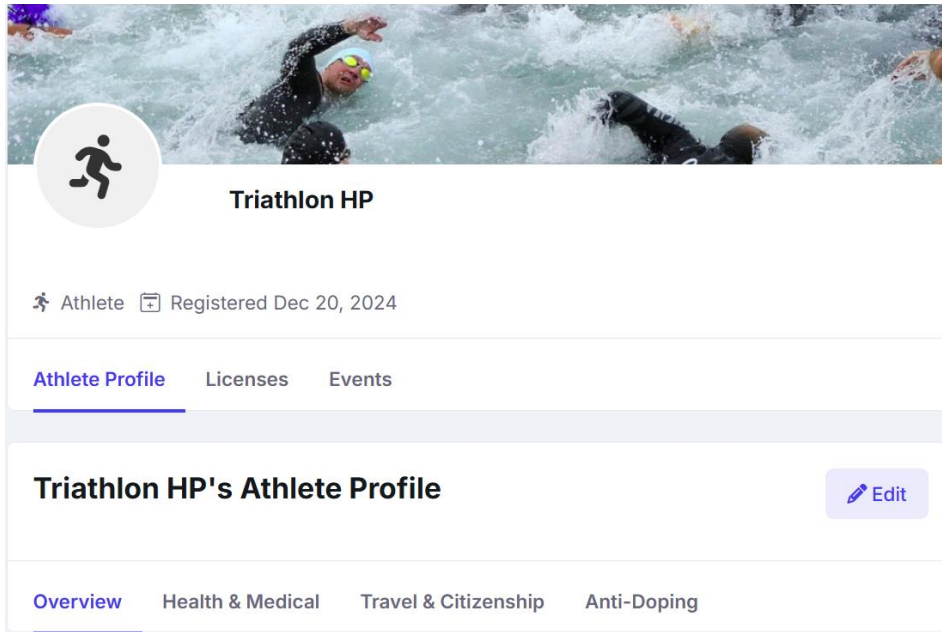 Triathlon HP
Athlete Registered Dec 20, 2024
Athlete Profile Licenses Events
Triathlon HP's Athlete Profile
Edit
Overview Health & Medical Travel & Citizenship Anti-Doping